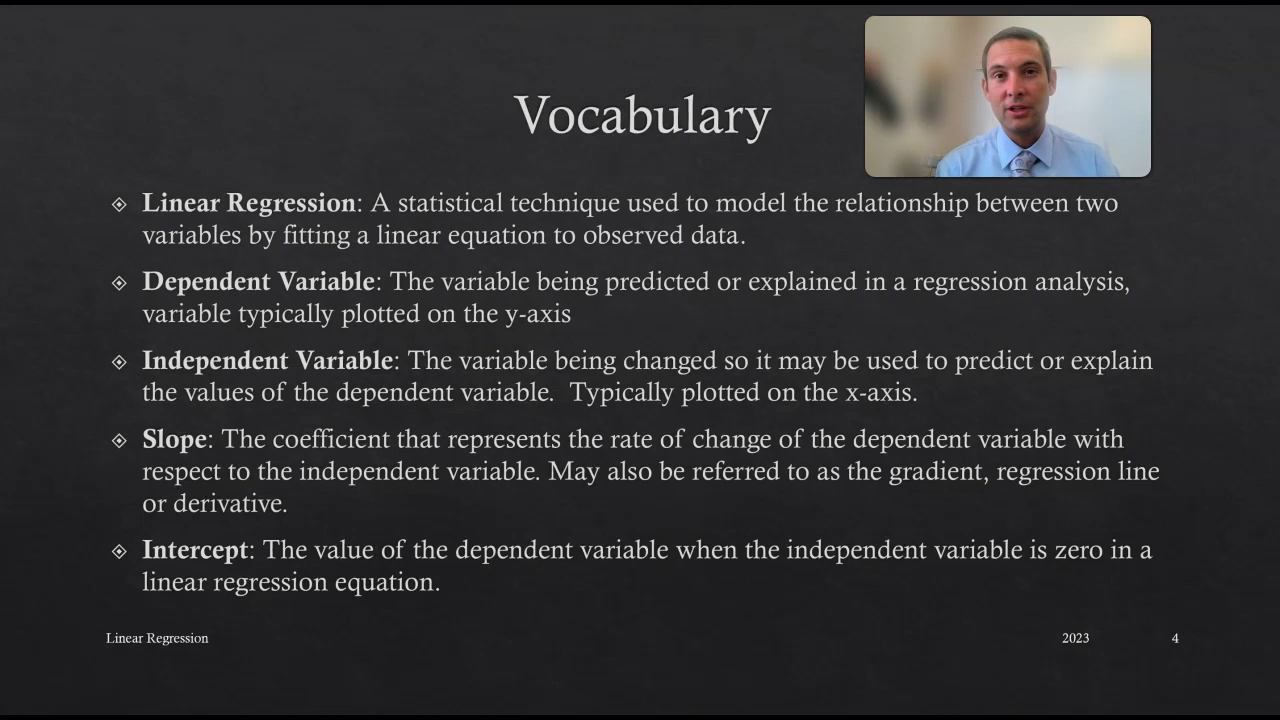 Vocabulary
Linear Regression: A statistical technique used to model the relationship between two
variables by fitting a linear equation to observed data.
Dependent Variable: The variable being predicted or explained in a regression analysis,
variable typically plotted on the y-axis
Independent Variable: The variable being changed so it may be used to predict or explain
the values of the dependent variable.  Typically plotted on the x-axis.
Slope: The coefficient that represents the rate of change of the dependent variable with
respect to the independent variable. May also be referred to as the gradient, regression line
or derivative.
Intercept: The value of the dependent variable when the independent variable is zero in a
linear regression equation.
Linear Regression 2023 4